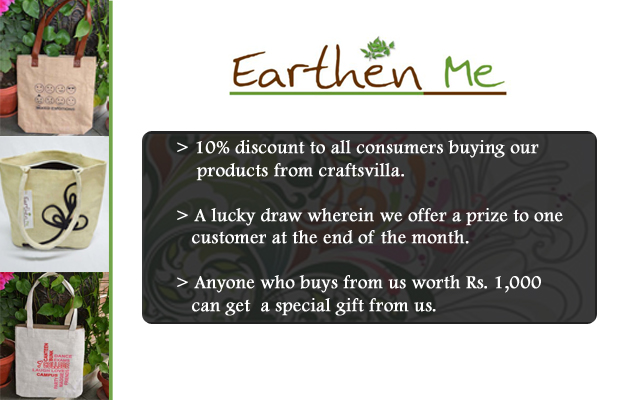 Earthen Me
> 10% discount to all consumers buying our
products from craftsvilla.
> A lucky draw wherein we offer a prize to one
customer at the end of the month.
> Anyone who buys from us worth Rs. 1,000
can get a special gift from us.
CAMPUS